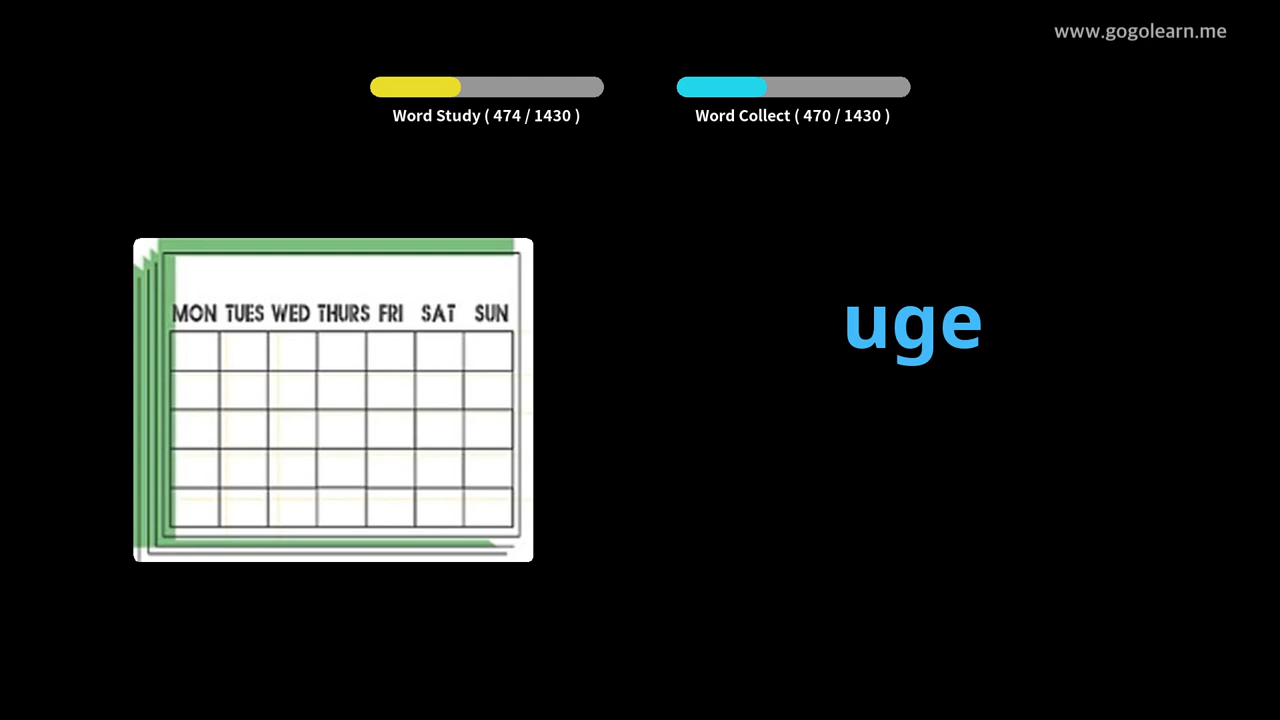 www.gogolearn.me
Word Study ( 474 / 1430 )
Word Collect ( 470 / 1430 )
MON TUES WED THURS FRI SAT SUN
uge